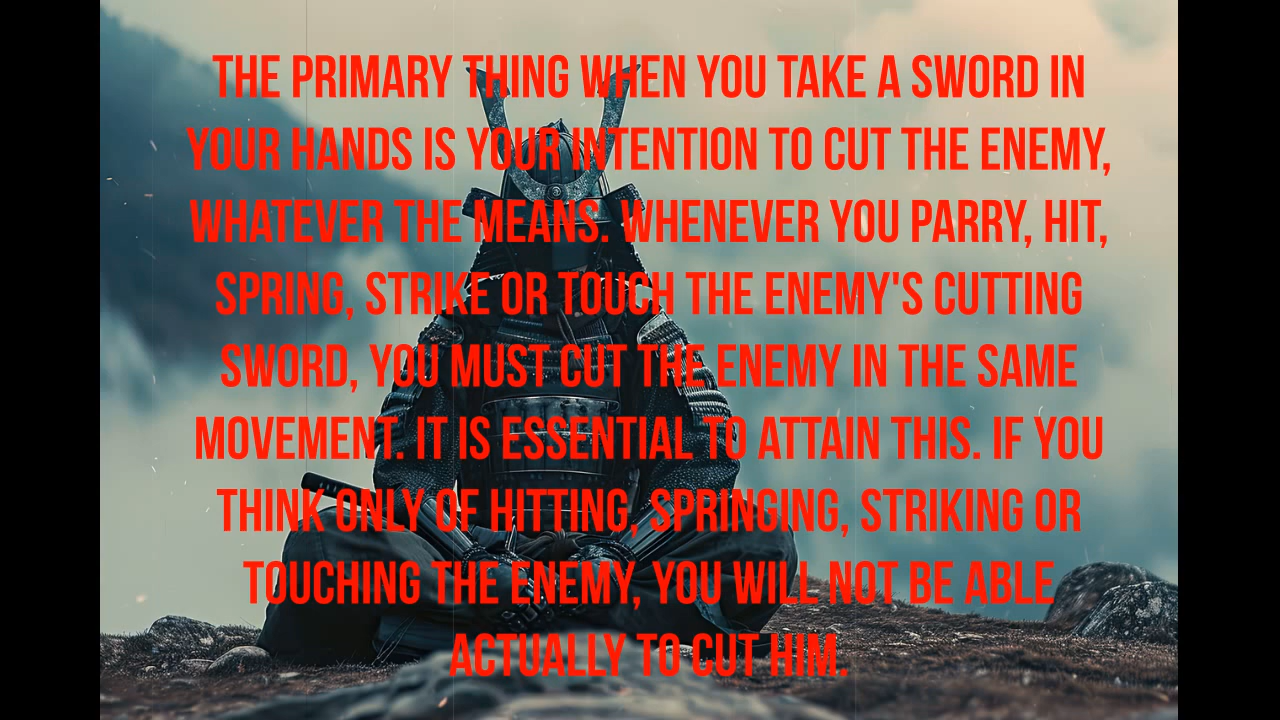 THE PRIMARY THING WHEN YOU TAKE A SWORD IN
YOUR HANDS IS YOUR INTENTION TO CUT THE ENEMY,
WHATEVER THE MEANS. WHENEVER YOU PARRY, HIT,
SPRING, STRIKE OR TOUCH THE ENEMY'S CUTTING
SWORD, YOU MUST CUT THE ENEMY IN THE SAME
MOVEMENT. IT IS ESSENTIAL TO ATTAIN THIS. IF YOU
THINK ONLY OF HITTING, SPRINGING, STRIKING OR
TOUCHING THE ENEMY, YOU WILL NOT BE ABLE
ACTUALLY TO CUT HIM.